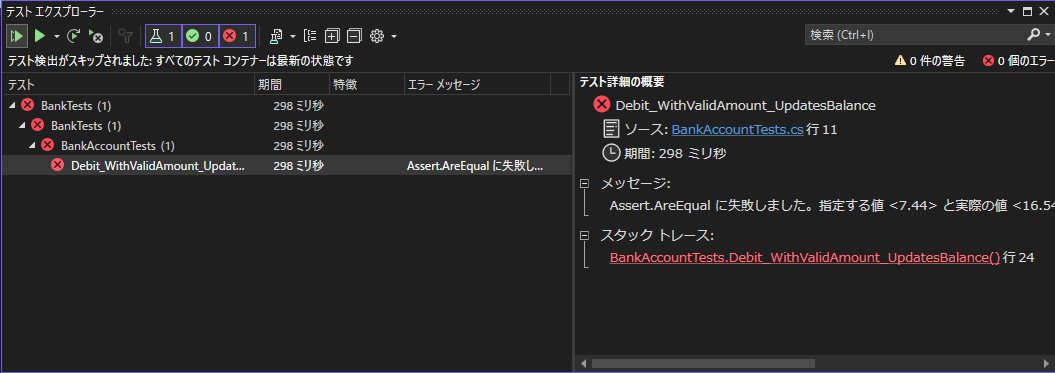 テスト エクスプローラー
1 0 1
検索 (Ctrl+I)
テスト検出がスキップされました: すべてのテスト コンテナーは最新の状態です
0 件の警告 0 個のエラー
テスト 期間 特徴 エラー メッセージ
BankTests (1) 298 ミリ秒
BankTests (1) 298 ミリ秒
BankAccountTests (1) 298 ミリ秒
Debit_WithValidAmount_Updat... 298 ミリ秒 Assert.AreEqual に失敗し...
テスト詳細の概要
Debit_WithValidAmount_UpdatesBalance
ソース: BankAccountTests.cs 行 11
期間: 298 ミリ秒
メッセージ:
Assert.AreEqual に失敗しました。指定する値 <7.44> と実際の値 <16.54
スタック トレース:
BankAccountTests.Debit_WithValidAmount_UpdatesBalance() 行 24